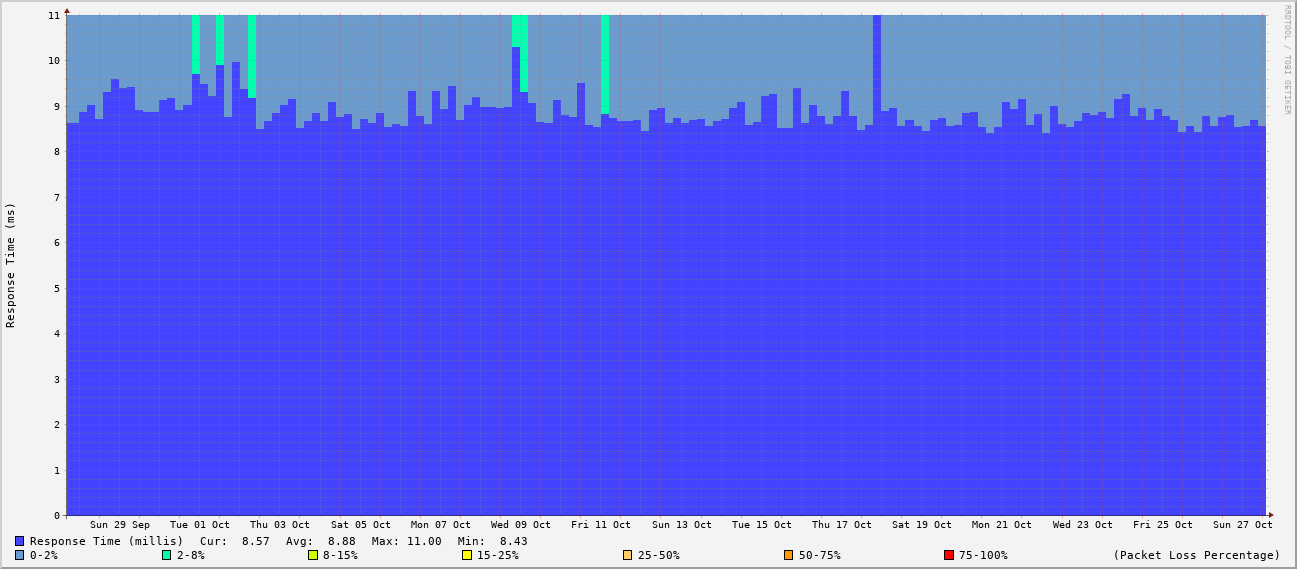 RRDTOOL / TOBI OETIKER
Response Time (ms)
11
10
9
8
7
6
5
4
3
2
1
0
Sun 29 Sep Tue 01 Oct Thu 03 Oct Sat 05 Oct Mon 07 Oct Wed 09 Oct Fri 11 Oct Sun 13 Oct Tue 15 Oct Thu 17 Oct Sat 19 Oct Mon 21 Oct Wed 23 Oct Fri 25 Oct Sun 27 Oct
Response Time (millis) Cur: 8.57 Avg: 8.88 Max: 11.00 Min: 8.43
0-2% 2-8% 8-15% 15-25% 25-50% 50-75% 75-100% (Packet Loss Percentage)